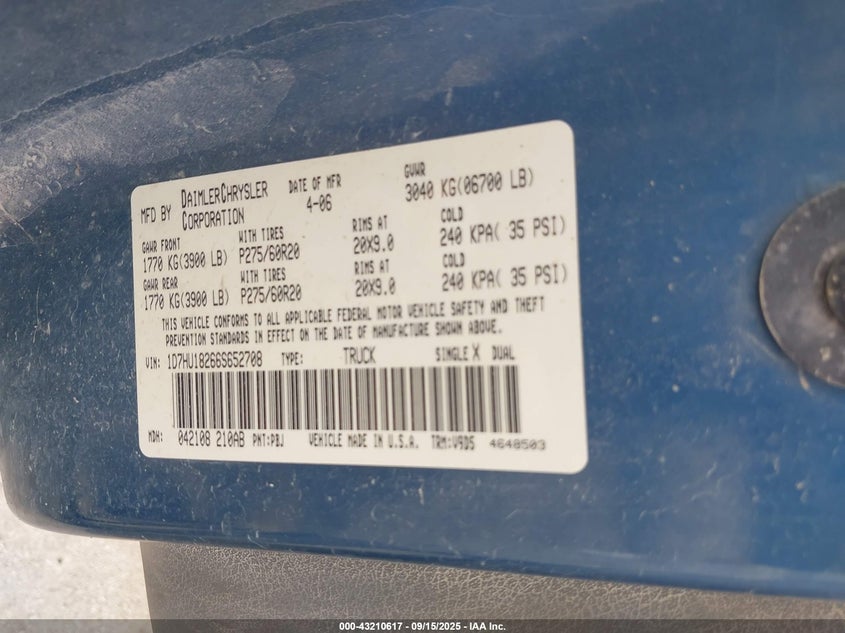 MFD BY DAIMLERCHRYSLER CORPORATION DATE OF MFR 4-06 GVWR 3040 KG(06700 LB)
GAWR FRONT WITH TIRES RIMS AT COLD
1770 KG(3900 LB) P275/60R20 20X9.0 240 KPA( 35 PSI)
GAWR REAR WITH TIRES RIMS AT COLD
1770 KG(3900 LB) P275/60R20 20X9.0 240 KPA( 35 PSI)
THIS VEHICLE CONFORMS TO ALL APPLICABLE FEDERAL MOTOR VEHICLE SAFETY AND THEFT
PREVENTION STANDARDS IN EFFECT ON THE DATE OF MANUFACTURE SHOWN ABOVE.
VIN: 1D7HU18266S652708 TYPE: TRUCK SINGLE X DUAL
MDH: 042108 210AB PNT:PBJ VEHICLE MADE IN U.S.A. TRM:V9D5 4648503
000-43210617 - 09/15/2025 - IAA Inc.